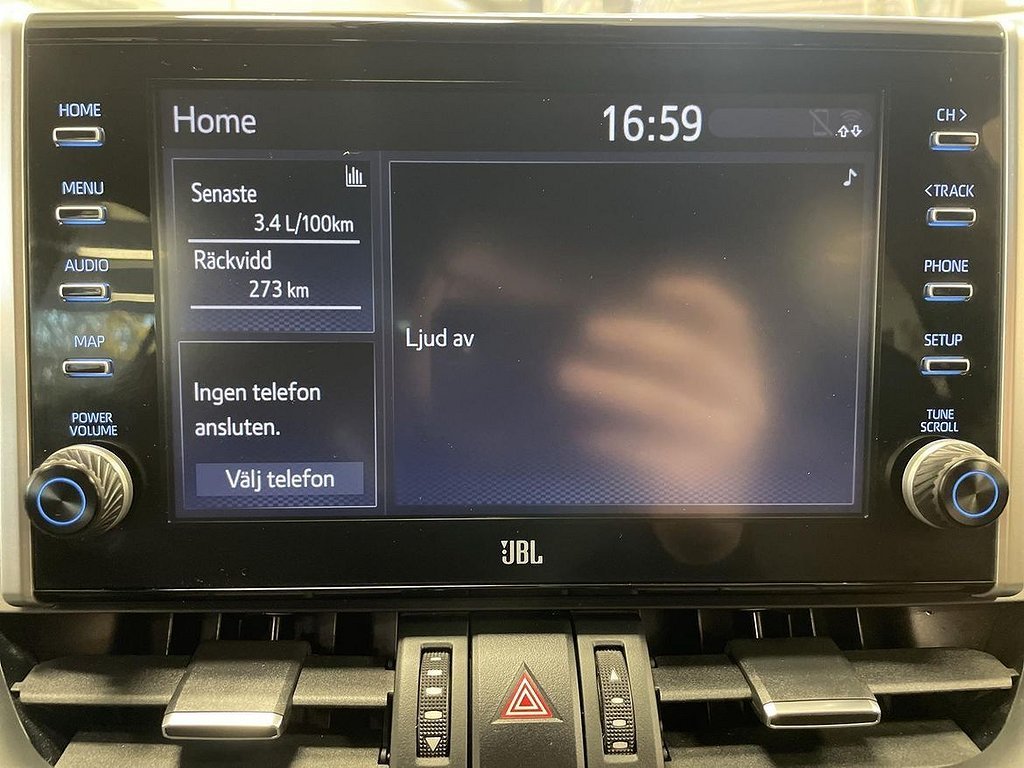 HOME
MENU
AUDIO
MAP
POWER
VOLUME
Home
16:59
Senaste
3.4 L/100km
Räckvidd
273 km
Ingen telefon
ansluten.
Välj telefon
Ljud av
CH>
<TRACK
PHONE
SETUP
TUNE
SCROLL
JBL